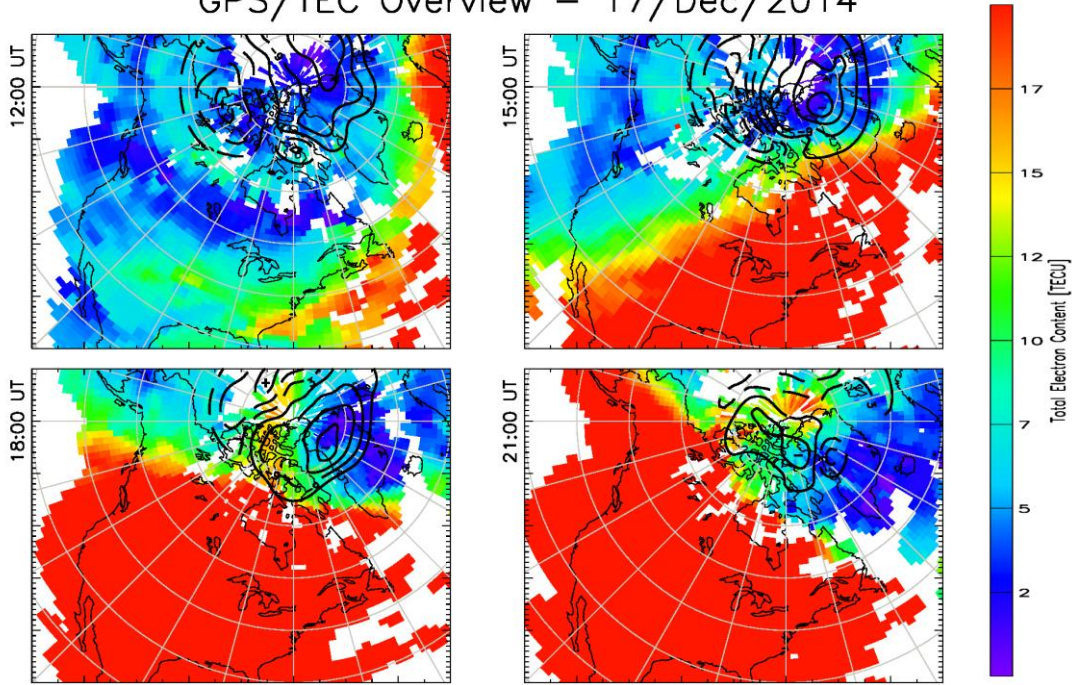 GPS/TEC Overview – 17/Dec/2014
12:00 UT
15:00 UT
18:00 UT
21:00 UT
17
15
12
10
7
5
2
Total Electron Content [TECU]